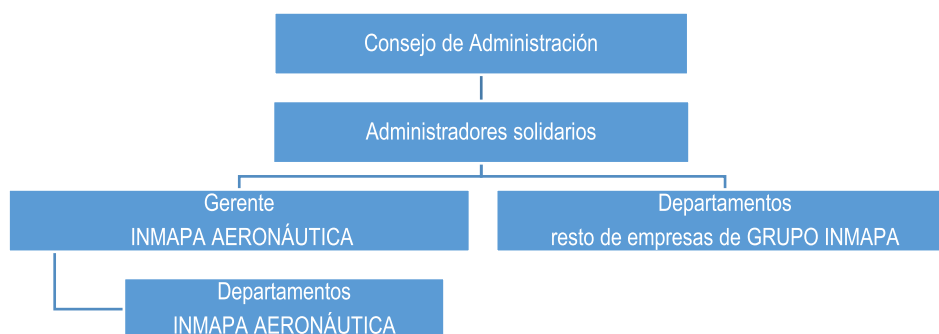 Consejo de Administración
Administradores solidarios
Gerente
INMAPA AERONÁUTICA
Departamentos
resto de empresas de GRUPO INMAPA
Departamentos
INMAPA AERONÁUTICA